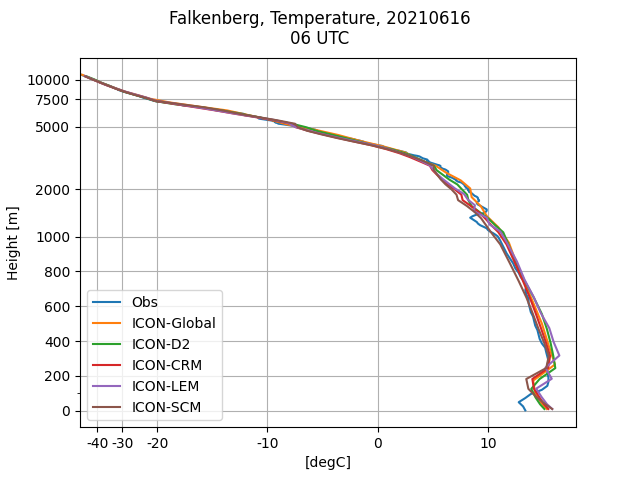 Falkenberg, Temperature, 20210616
06 UTC
Height [m]
10000
7500
5000
2000
1000
800
600
400
200
0
Obs
ICON-Global
ICON-D2
ICON-CRM
ICON-LEM
ICON-SCM
-40 -30 -20 -10 0 10
[degC]